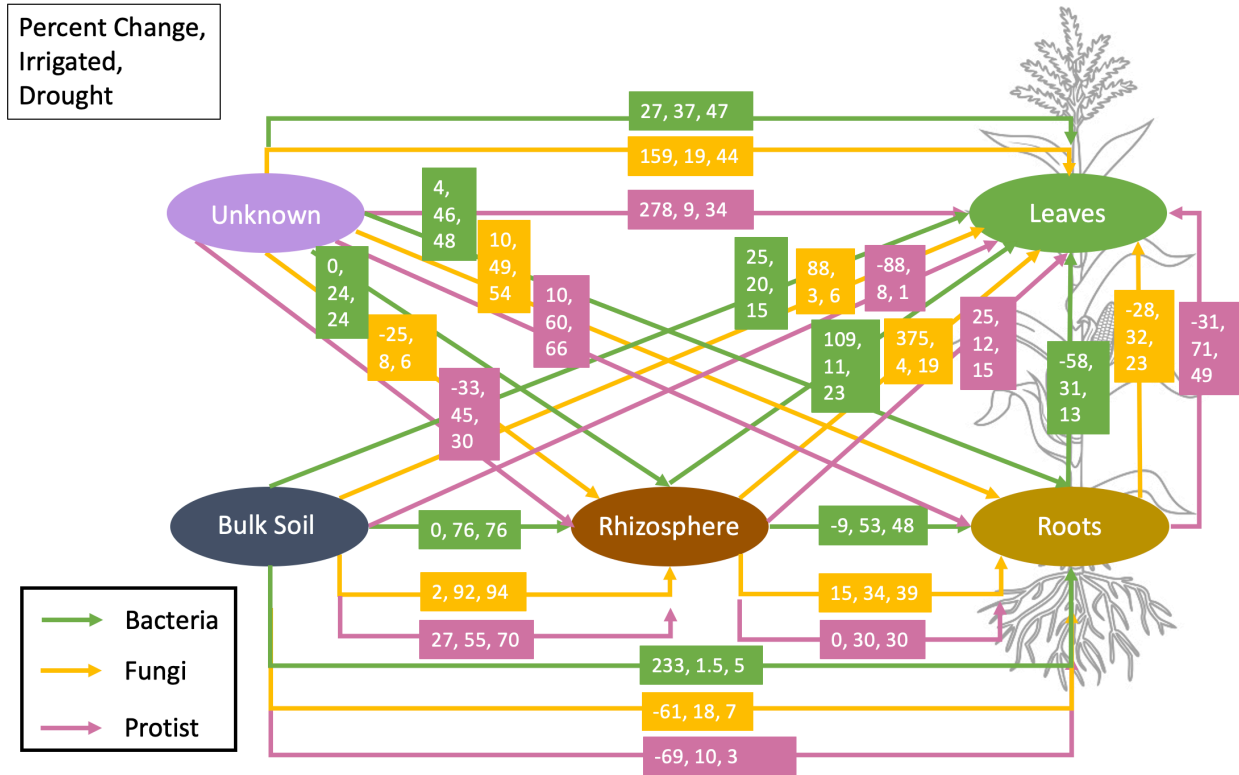 Percent Change,
Irrigated,
Drought
27, 37, 47
159, 19, 44
278, 9, 34
Unknown
Leaves
4,
46,
48
10,
49,
54
0,
24,
24
-25,
8, 6
10,
60,
66
-33,
45,
30
25,
20,
15
88,
3, 6
-88,
8, 1
109,
11,
23
375,
4, 19
25,
12,
15
-58,
31,
13
-28,
32,
23
-31,
71,
49
Bulk Soil
0, 76, 76
Rhizosphere
-9, 53, 48
Roots
2, 92, 94
15, 34, 39
27, 55, 70
0, 30, 30
233, 1.5, 5
-61, 18, 7
-69, 10, 3
Bacteria
Fungi
Protist